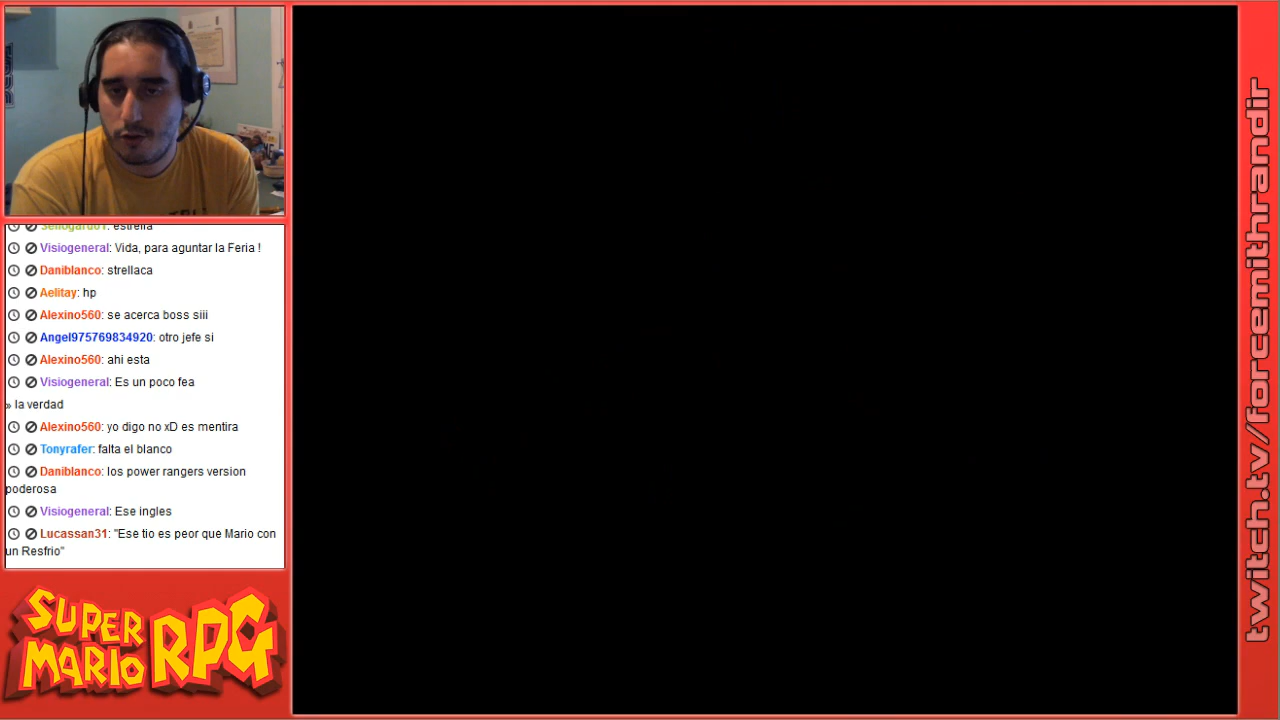 Sellogardo1: estrella
Visiogeneral: Vida, para aguntar la Feria !
Daniblanco: strellaca
Aelitay: hp
Alexino560: se acerca boss siii
Angel975769834920: otro jefe si
Alexino560: ahi esta
Visiogeneral: Es un poco fea
» la verdad
Alexino560: yo digo no xD es mentira
Tonyrafer: falta el blanco
Daniblanco: los power rangers version
poderosa
Visiogeneral: Ese ingles
Lucassan31: "Ese tio es peor que Mario con
un Resfrio"
SUPER
MARIO RPG
twitch.tv/forcemithrandir